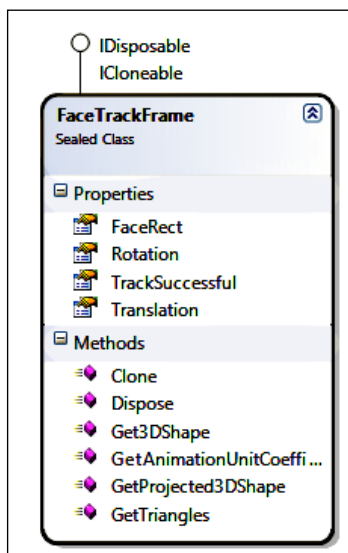 IDisposable
ICloneable
FaceTrackFrame
Sealed Class
Properties
FaceRect
Rotation
TrackSuccessful
Translation
Methods
Clone
Dispose
Get3DShape
GetAnimationUnitCoeffi ...
GetProjected3DShape
GetTriangles